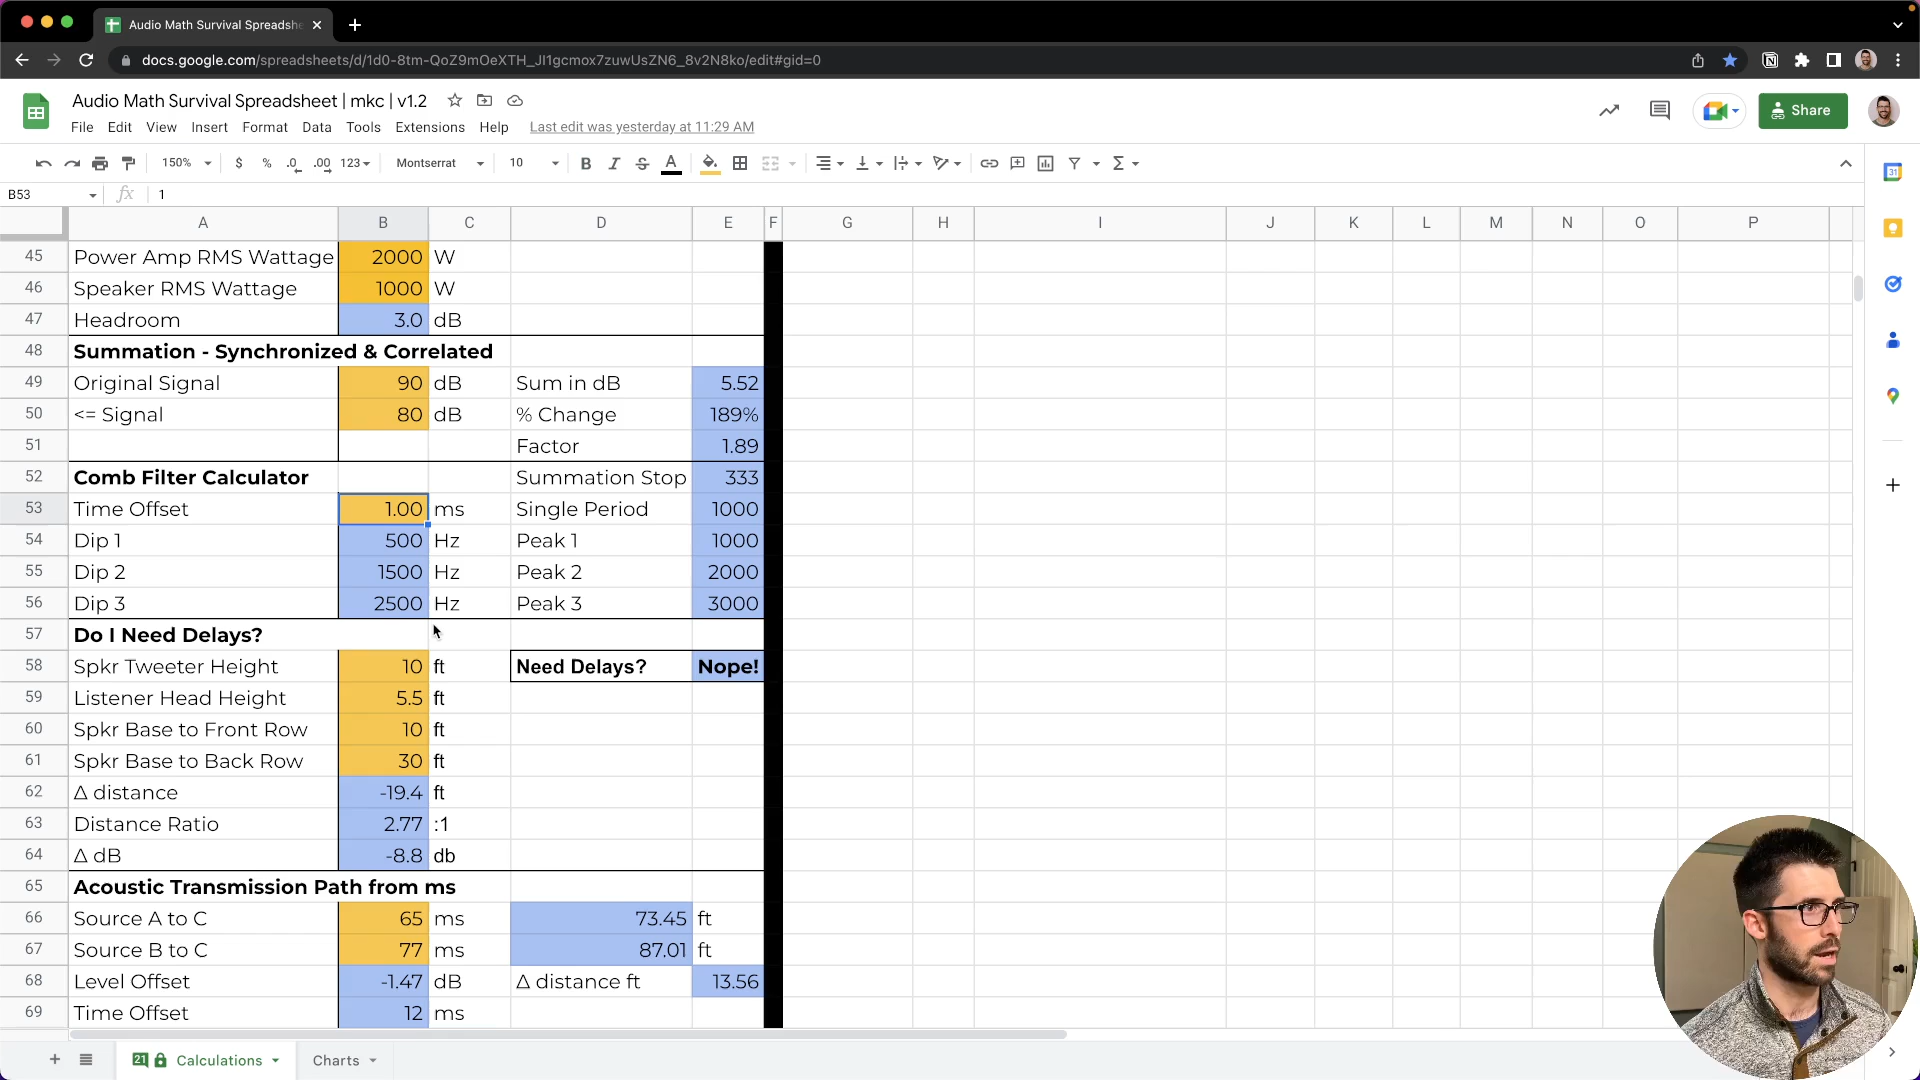 Audio Math Survival Spreadshe
docs.google.com/spreadsheets/d/1d0-8tm-QoZ9mOeXTH_JI1gcmox7zuwUsZN6_8v2N8ko/edit#gid=0
Audio Math Survival Spreadsheet | mkc | v1.2
Share
File Edit View Insert Format Data Tools Extensions Help Last edit was yesterday at 11:29 AM
150% $ % .0 .00 123 Montserrat 10 B I S A Σ
31
B53 fx 1
A B C D E F G H I J K L M N O P
45 Power Amp RMS Wattage 2000 W
46 Speaker RMS Wattage 1000 W
47 Headroom 3.0 dB
48 Summation - Synchronized & Correlated
49 Original Signal 90 dB Sum in dB 5.52
50 <= Signal 80 dB % Change 189%
51 Factor 1.89
52 Comb Filter Calculator Summation Stop 333
53 Time Offset 1.00 ms Single Period 1000
54 Dip 1 500 Hz Peak 1 1000
55 Dip 2 1500 Hz Peak 2 2000
56 Dip 3 2500 Hz Peak 3 3000
57 Do I Need Delays?
58 Spkr Tweeter Height 10 ft Need Delays? Nope!
59 Listener Head Height 5.5 ft
60 Spkr Base to Front Row 10 ft
61 Spkr Base to Back Row 30 ft
62 Δ distance -19.4 ft
63 Distance Ratio 2.77 :1
64 Δ dB -8.8 db
65 Acoustic Transmission Path from ms
66 Source A to C 65 ms 73.45 ft
67 Source B to C 77 ms 87.01 ft
68 Level Offset -1.47 dB Δ distance ft 13.56
69 Time Offset 12 ms
21 Calculations Charts